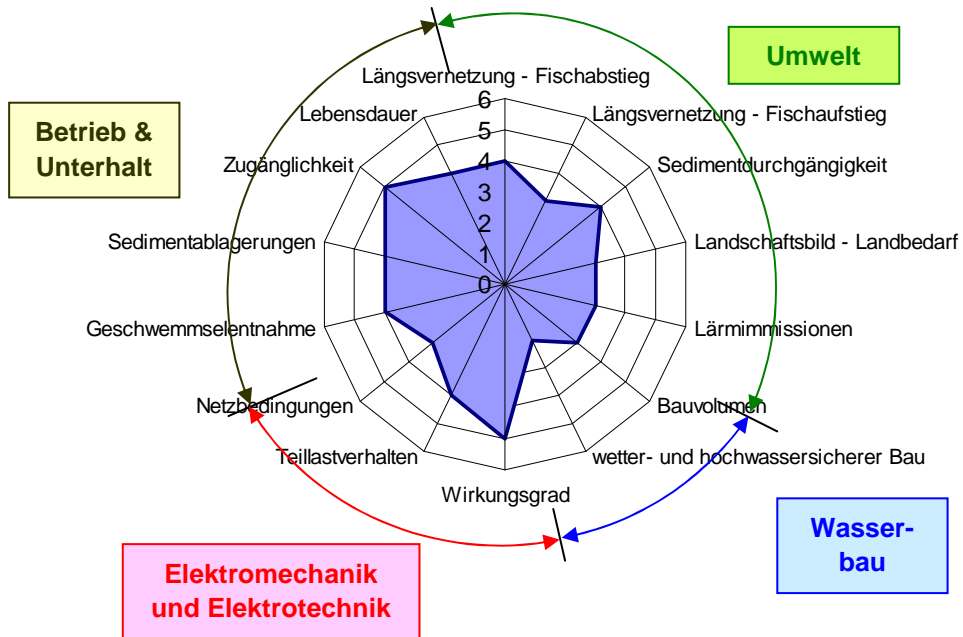 Umwelt
Längsvernetzung - Fischabstieg
Betrieb &
Unterhalt
Lebensdauer
Längsvernetzung - Fischaufstieg
Zugänglichkeit
Sedimentdurchgängigkeit
Sedimentablagerungen
Landschaftsbild - Landbedarf
Geschwemmselentnahme
Lärmimmissionen
Netzbedingungen
Bauvolumen
Teillastverhalten
wetter- und hochwassersicherer Bau
Wirkungsgrad
6
5
4
3
2
1
0
Wasser-
bau
Elektromechanik
und Elektrotechnik